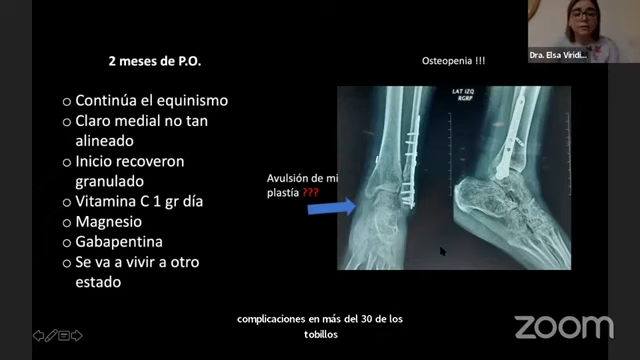 2 meses de P.O.
Osteopenia !!!
Dra. Elsa Viridi...
○ Continúa el equinismo
○ Claro medial no tan
alineado
○ Inicio recoveron
granulado
○ Vitamina C 1 gr día
○ Magnesio
○ Gabapentina
○ Se va a vivir a otro
estado
Avulsión de mi
plastía ???
LAT IZQ
RGRF
complicaciones en más del 30 de los
tobillos
zoom